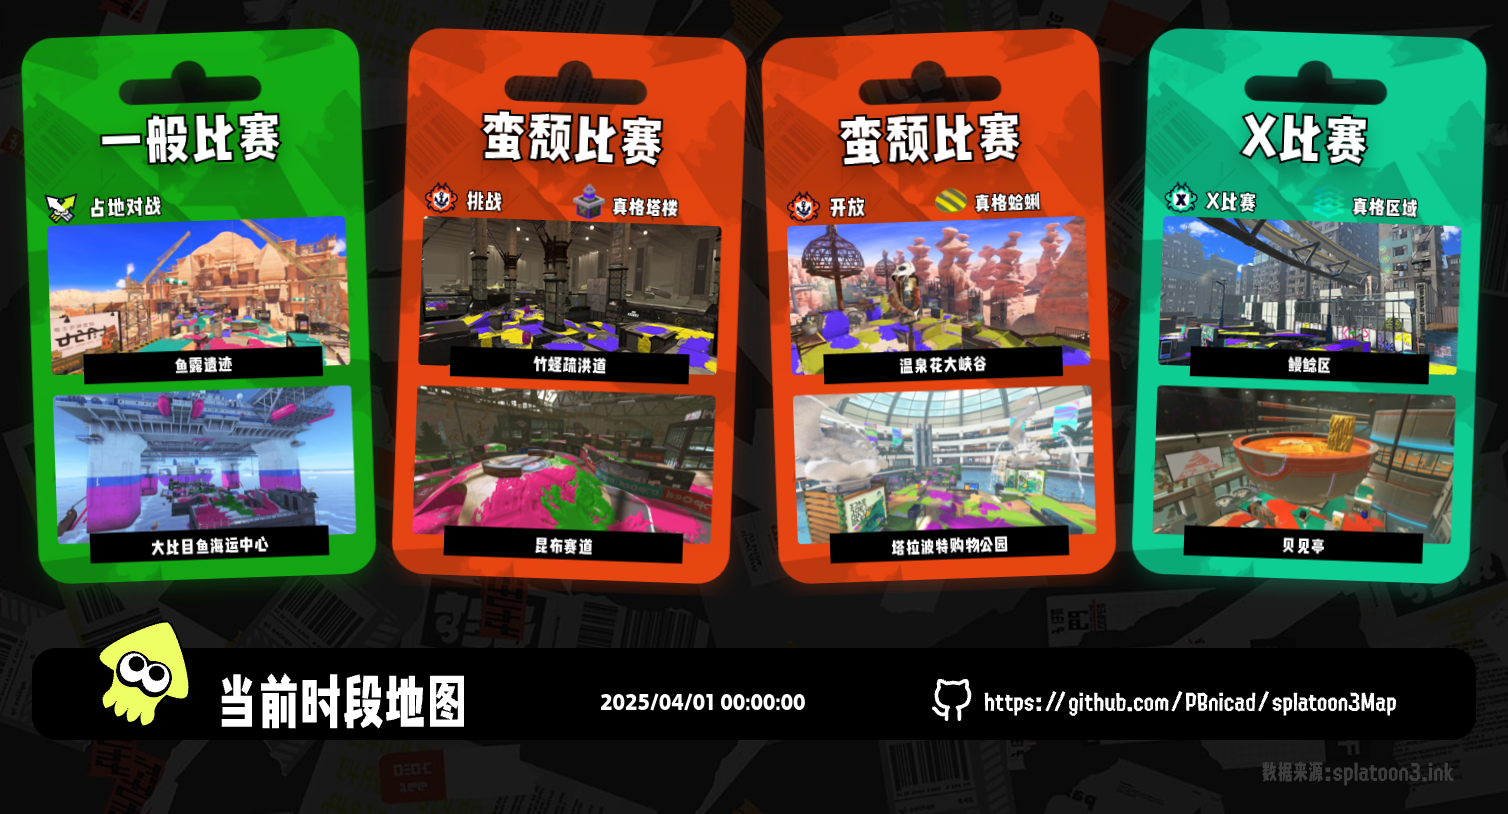 一般比赛
占地对战
鱼露遗迹
大比目鱼海运中心
蛮颓比赛
挑战
真格塔楼
竹蛏疏洪道
昆布赛道
蛮颓比赛
开放
真格蛤蜊
温泉花大峡谷
塔拉波特购物公园
X比赛
X比赛
真格区域
鳗鲶区
贝见亭
当前时段地图
2025/04/01 00:00:00
https://github.com/PBnicad/splatoon3Map
数据来源:splatoon3.ink